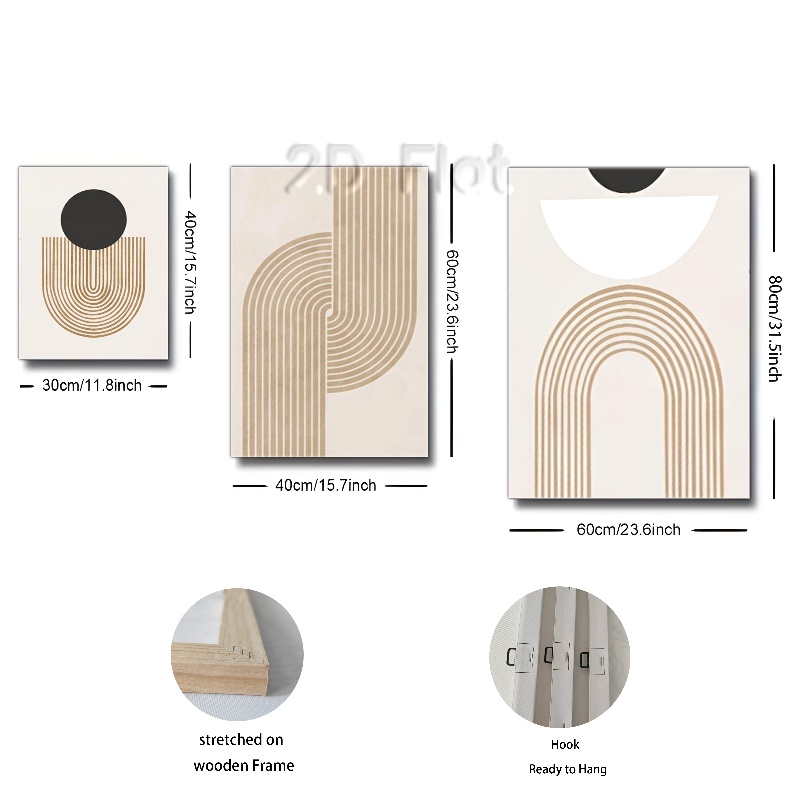 2D Flat
40cm/15.7inch
30cm/11.8inch
60cm/23.6inch
40cm/15.7inch
80cm/31.5inch
60cm/23.6inch
stretched on
wooden Frame
Hook
Ready to Hang